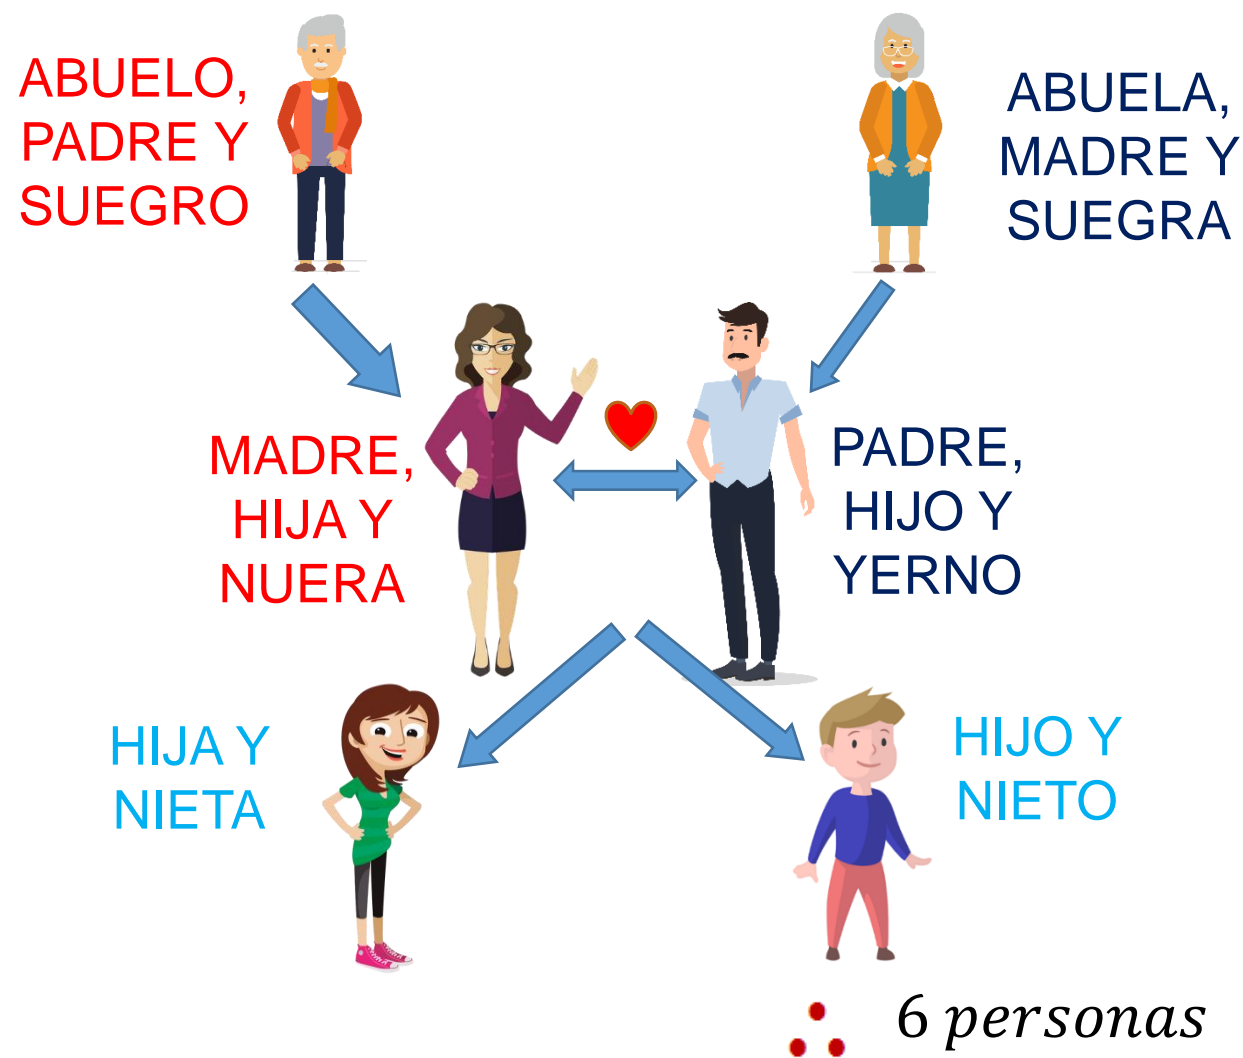 ABUELO,
PADRE Y
SUEGRO
ABUELA,
MADRE Y
SUEGRA
MADRE,
HIJA Y
NUERA
PADRE,
HIJO Y
YERNO
HIJA Y
NIETA
HIJO Y
NIETO
∴ 6 personas